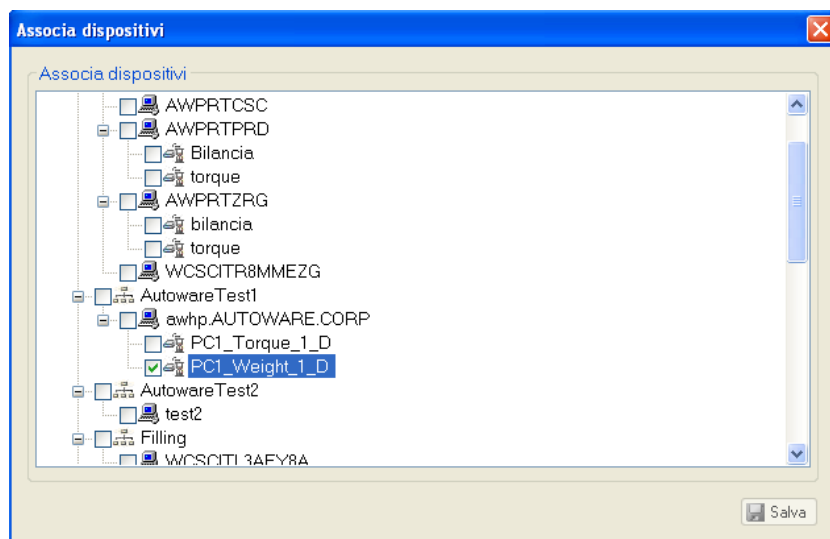 Associa dispositivi
Associa dispositivi
AWPRTCSC
AWPRTPRD
Bilancia
torque
AWPRTZRG
bilancia
torque
WCSCITR8MMEZG
AutowareTest1
awhp.AUTOWARE.CORP
PC1_Torque_1_D
PC1_Weight_1_D
AutowareTest2
test2
Filling
WCSCITL3AFY8A
Salva